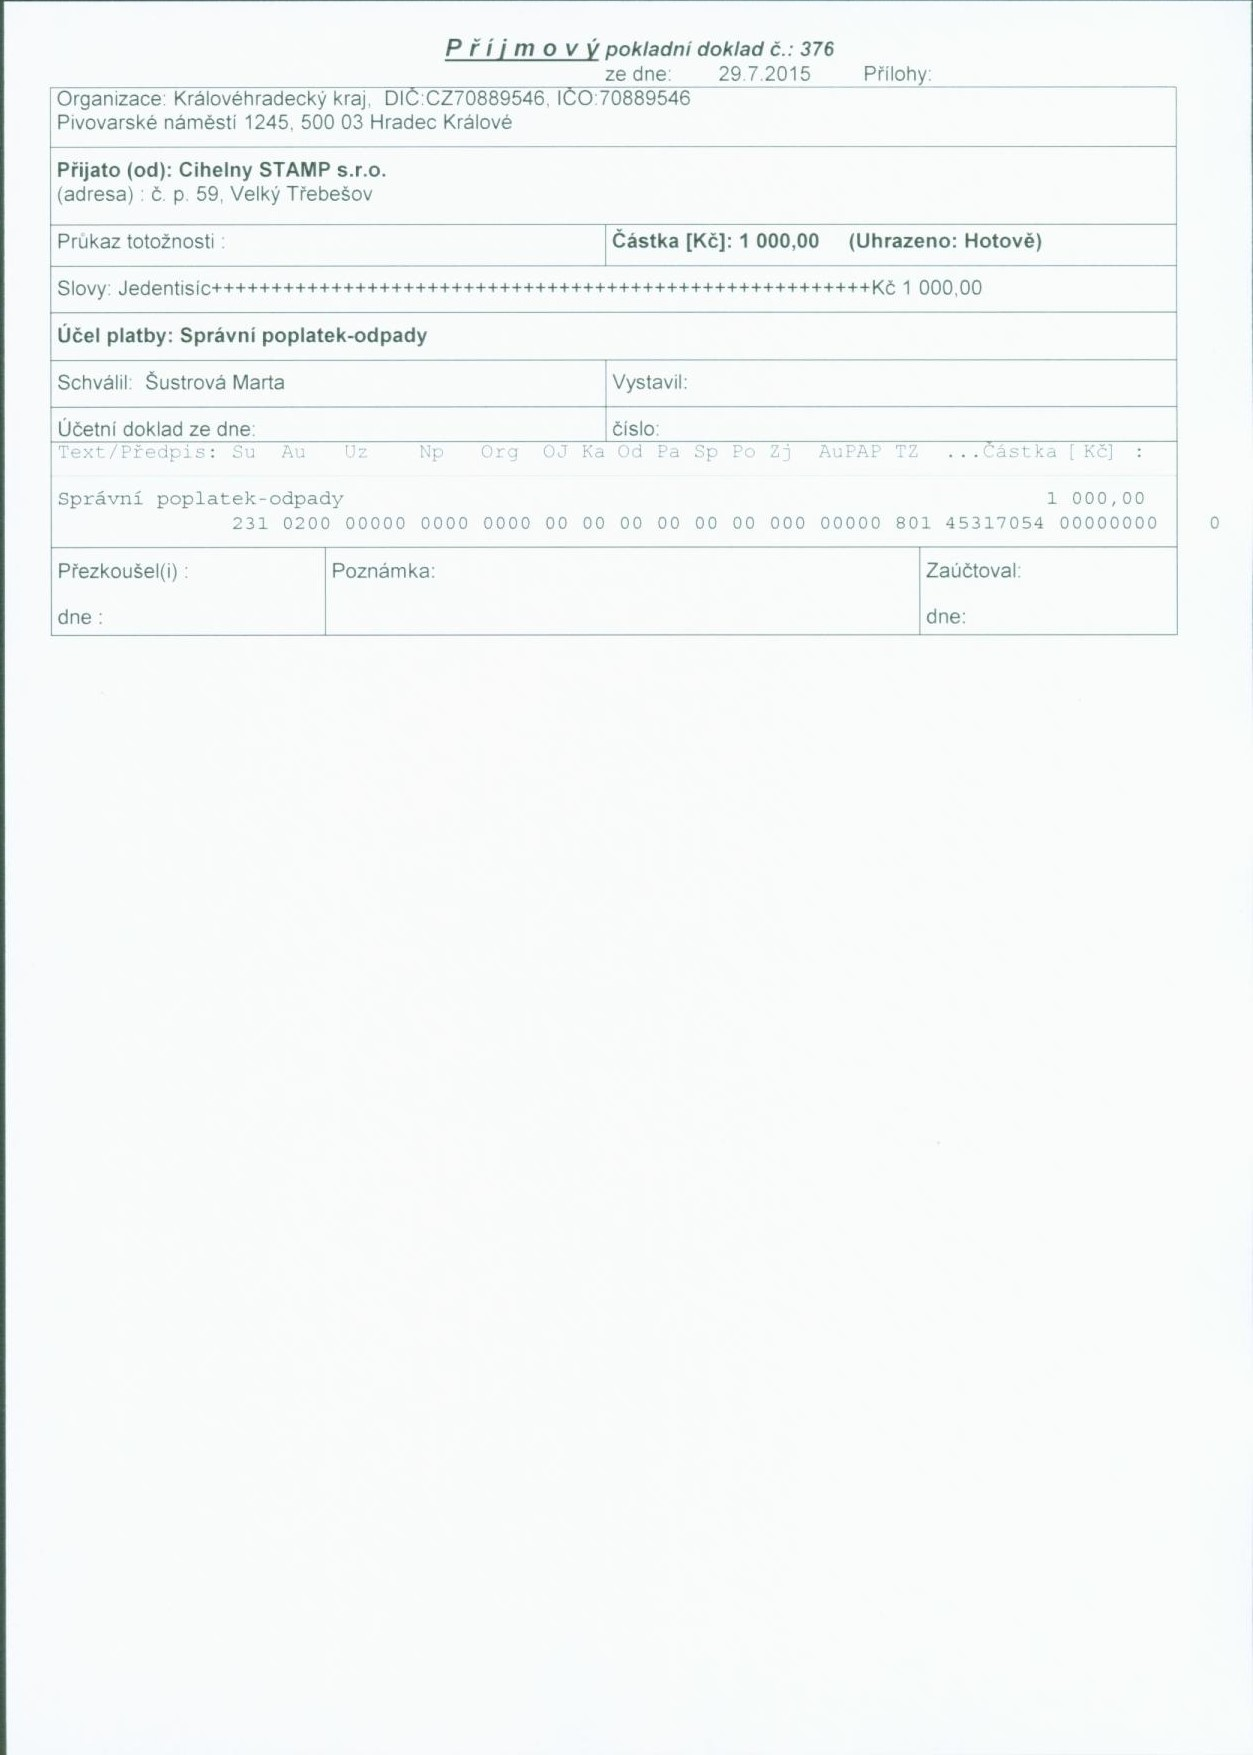 Příjmový pokladní doklad č.: 376
ze dne: 29.7.2015 Přílohy:
Organizace: Královéhradecký kraj, DIČ:CZ70889546, IČO:70889546
Pivovarské náměstí 1245, 500 03 Hradec Králové
Přijato (od): Cihelny STAMP s.r.o.
(adresa) : č. p. 59, Velký Třebešov
Průkaz totožnosti :
Částka [Kč]: 1 000,00 (Uhrazeno: Hotově)
Slovy: Jedentisíc+++++++++++++++++++++++++++++++++++++++++++++++++++++++Kč 1 000,00
Účel platby: Správní poplatek-odpady
Schválil: Šustrová Marta
Vystavil:
Účetní doklad ze dne:
číslo:
Text/Předpis: Su Au Uz Np Org OJ Ka Od Pa Sp Po Zj AuPAP TZ ...Částka [ Kč] :
Správní poplatek-odpady 1 000,00
231 0200 00000 0000 0000 00 00 00 00 00 00 000 00000 801 45317054 00000000 0
Přezkoušel(i) :
Poznámka:
Zaúčtoval:
dne :
dne: